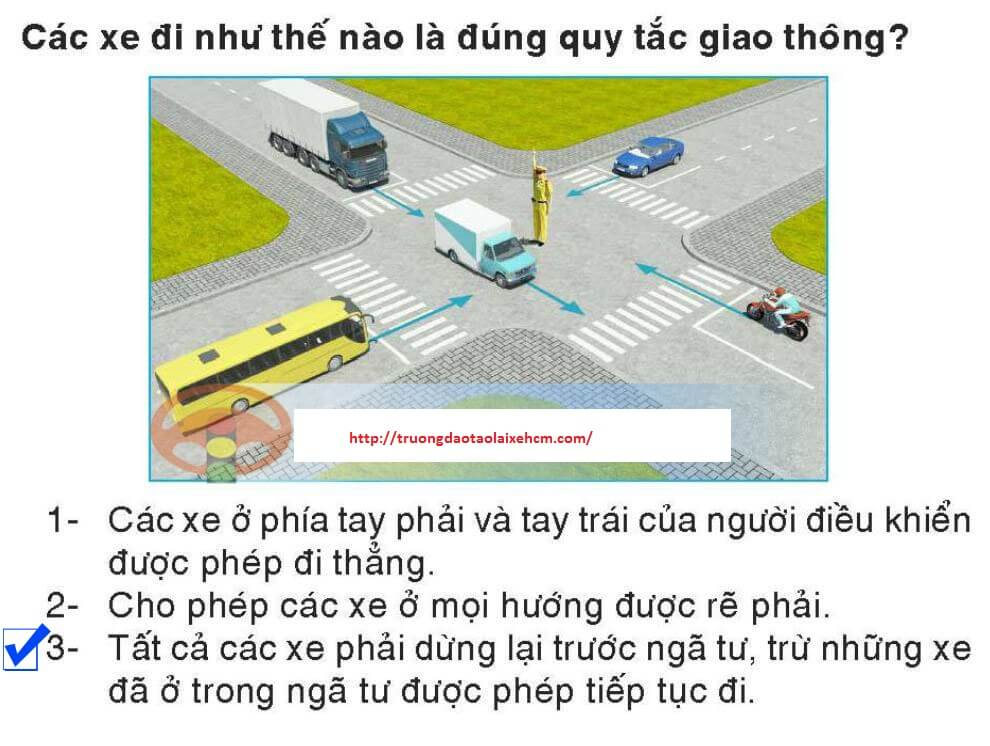 Các xe đi như thế nào là đúng quy tắc giao thông?
http://truongdaotaolaixehcm.com/
1- Các xe ở phía tay phải và tay trái của người điều khiển
được phép đi thẳng.
2- Cho phép các xe ở mọi hướng được rẽ phải.
3- Tất cả các xe phải dừng lại trước ngã tư, trừ những xe
đã ở trong ngã tư được phép tiếp tục đi.